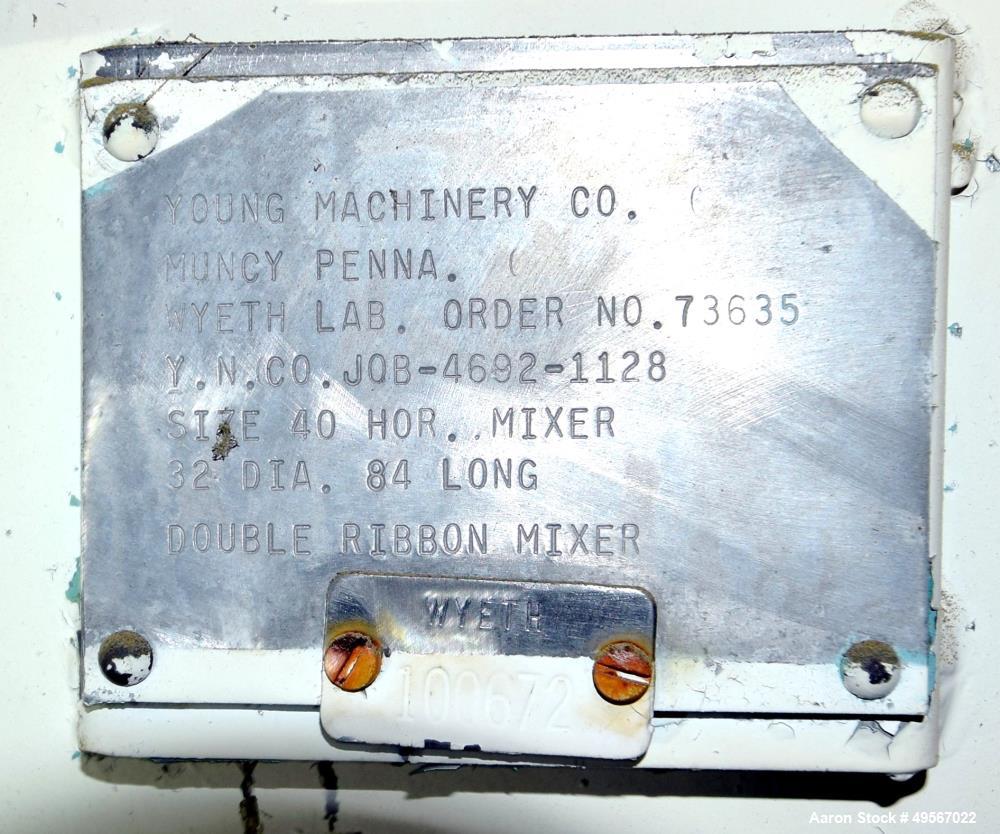 YOUNG MACHINERY CO.
MUNCY PENNA.
WYETH LAB. ORDER NO.73635
Y.N.CO.JOB-4692-1128
SIZE 40 HOR. MIXER
32 DIA. 84 LONG
DOUBLE RIBBON MIXER
WYETH
100672
Aaron Stock # 49567022